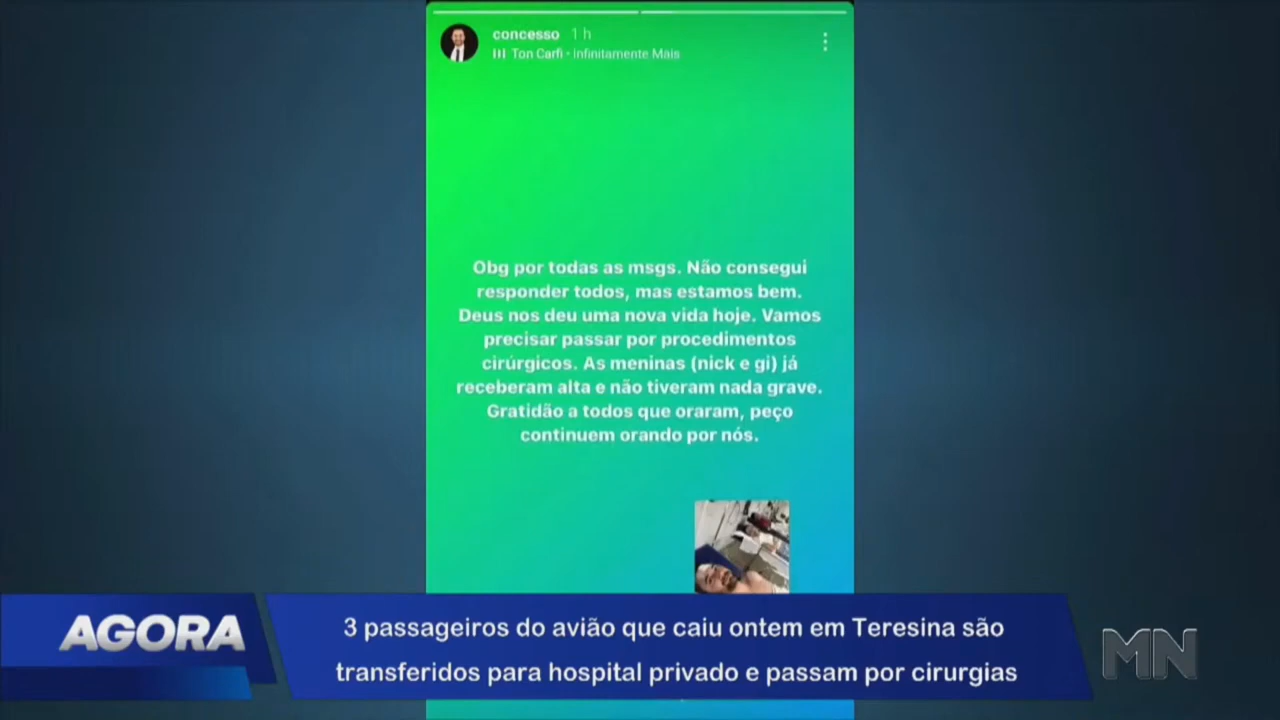 concesso 1 h
Ton Carfi • Infinitamente Mais
Obg por todas as msgs. Não consegui
responder todos, mas estamos bem.
Deus nos deu uma nova vida hoje. Vamos
precisar passar por procedimentos
cirúrgicos. As meninas (nick e gi) já
receberam alta e não tiveram nada grave.
Gratidão a todos que oraram, peço
continuem orando por nós.
AGORA
3 passageiros do avião que caiu ontem em Teresina são
transferidos para hospital privado e passam por cirurgias
MN